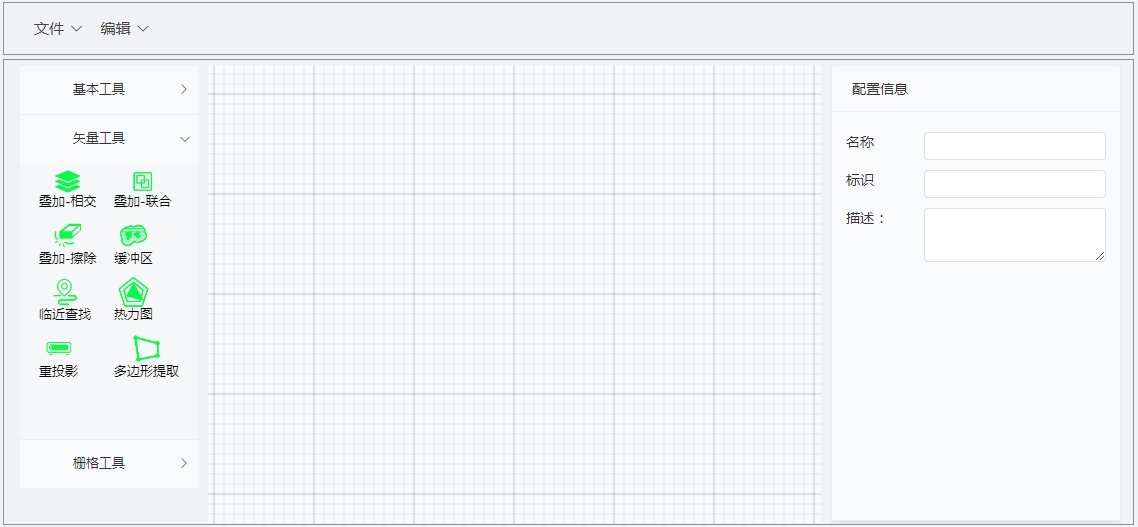 文件 编辑
基本工具
矢量工具
叠加-相交 叠加-联合
叠加-擦除 缓冲区
临近查找 热力图
重投影 多边形提取
栅格工具
配置信息
名称
标识
描述：